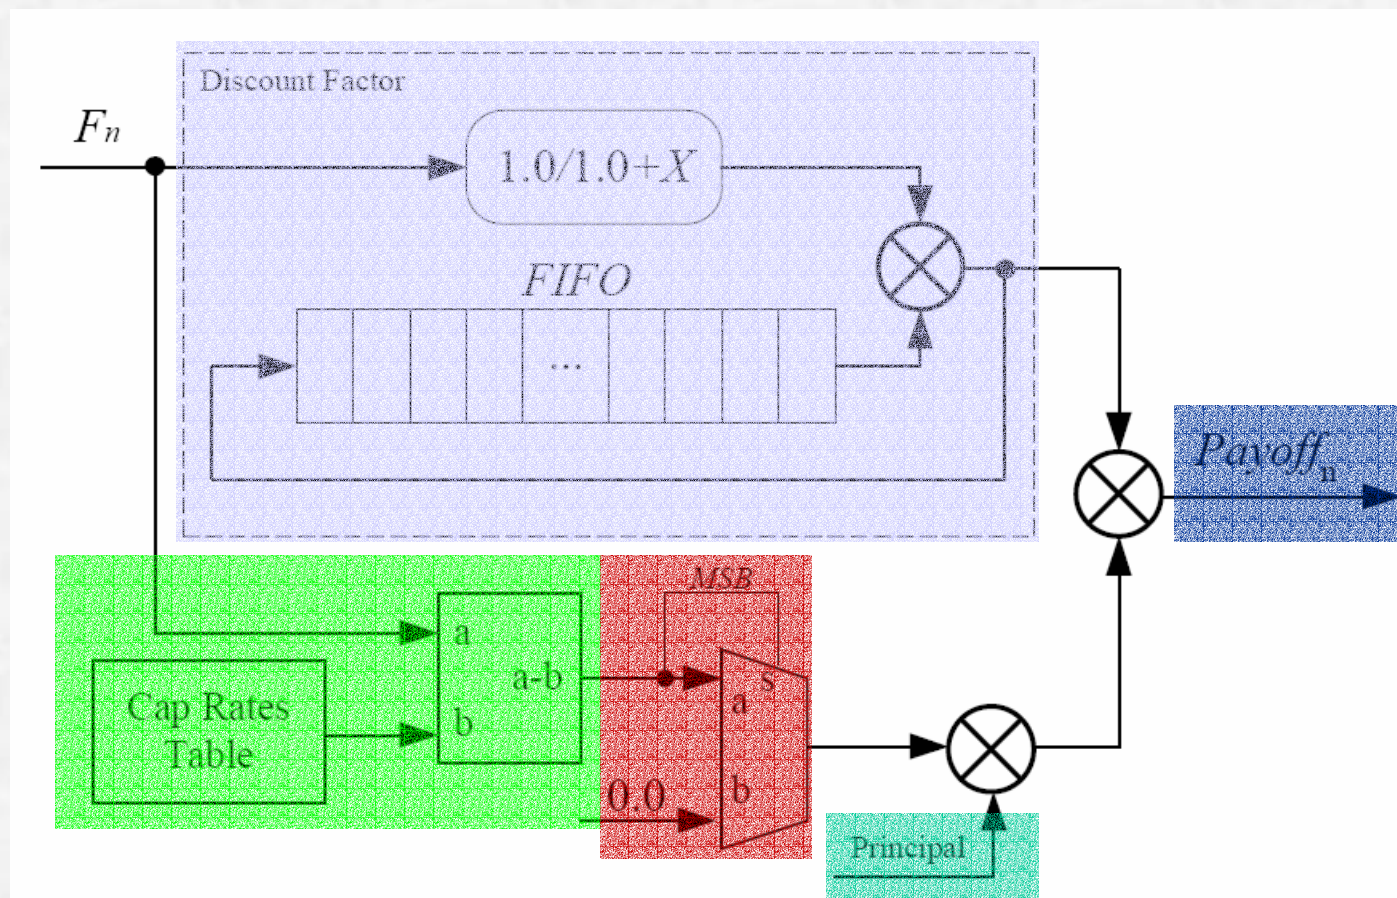 Discount Factor
Fn
1.0/1.0+X
FIFO
...
Payoffn
MSB
a
a-b
s
a
Cap Rates
Table
b
b
0.0
Principal